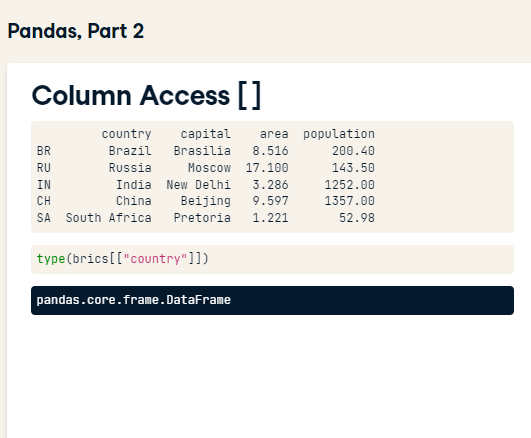 Pandas, Part 2
Column Access [ ]
country capital area population
BR Brazil Brasilia 8.516 200.40
RU Russia Moscow 17.100 143.50
IN India New Delhi 3.286 1252.00
CH China Beijing 9.597 1357.00
SA South Africa Pretoria 1.221 52.98
type(brics[["country"]])
pandas.core.frame.DataFrame